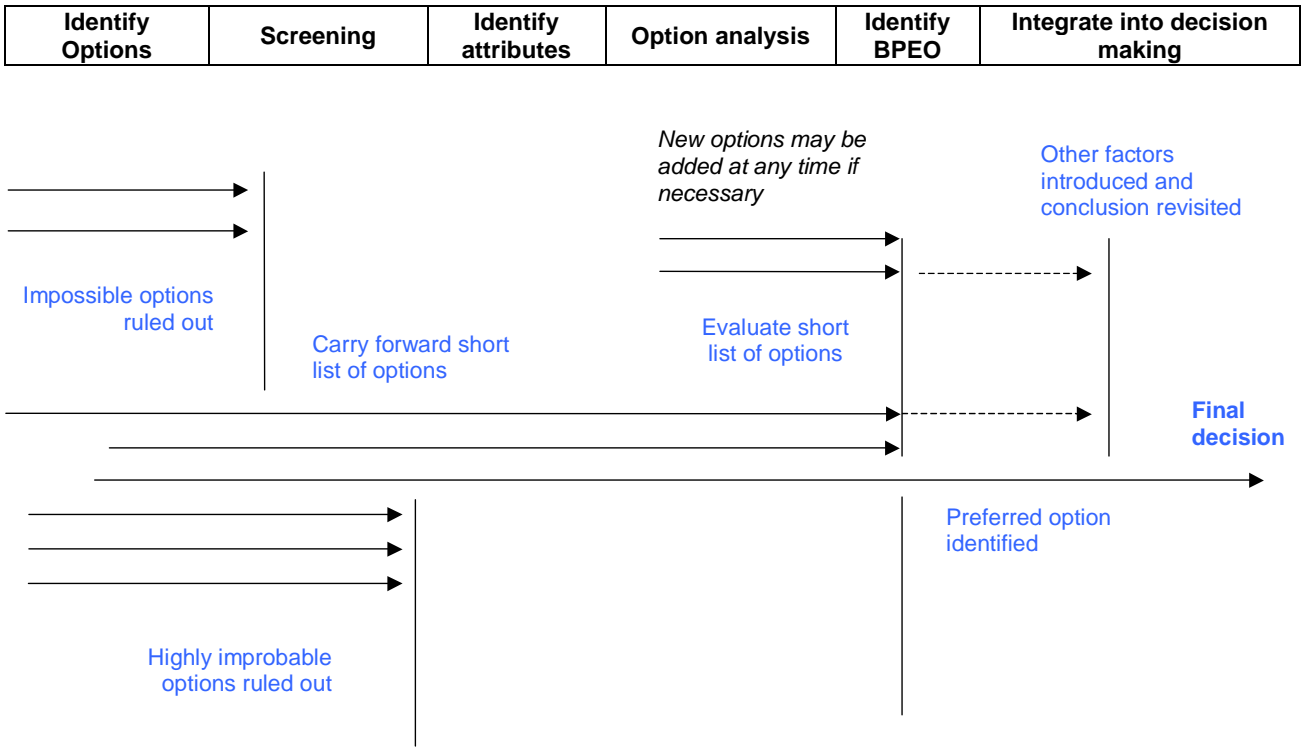 Identify
Options
Screening
Identify
attributes
Option analysis
Identify
BPEO
Integrate into decision
making
New options may be
added at any time if
necessary
Other factors
introduced and
conclusion revisited
Impossible options
ruled out
Carry forward short
list of options
Evaluate short
list of options
Final
decision
Preferred option
identified
Highly improbable
options ruled out